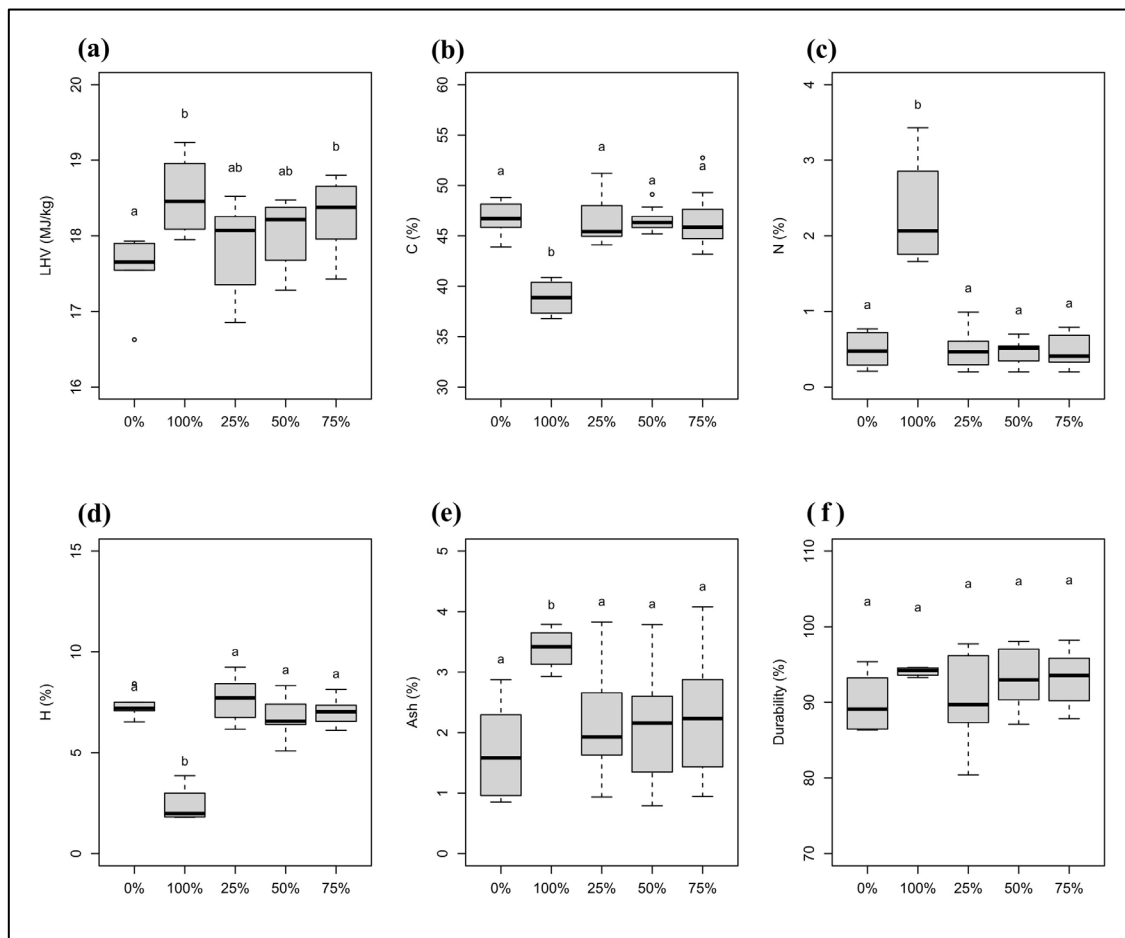 (a)
LHV (MJ/kg)
20
19
18
17
16
a
b
ab
ab
b
0%
100%
25%
50%
75%
(b)
C (%)
60
55
50
45
40
35
30
a
b
a
a
a
0%
100%
25%
50%
75%
(c)
N (%)
4
3
2
1
0
a
b
a
a
a
0%
100%
25%
50%
75%
(d)
H (%)
15
10
5
0
a
b
a
a
a
0%
100%
25%
50%
75%
(e)
Ash (%)
5
4
3
2
1
0
a
b
a
a
a
0%
100%
25%
50%
75%
(f)
Durability (%)
110
100
90
80
70
a
a
a
a
a
0%
100%
25%
50%
75%